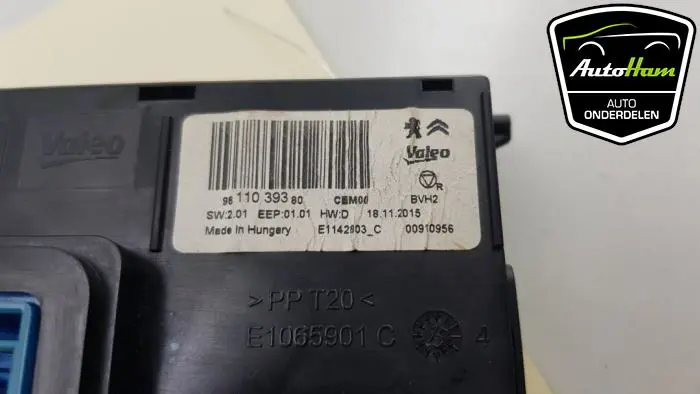 AutoHam
AUTO
ONDERDELEN
Valeo
Valeo
98 110 393 80 CEM00 BVH2
R
SW:2.01 EEP:01.01 HW:D 18.11.2015
Made in Hungary E1142803_C 00910956
>PP T20<
E1065901 C 4